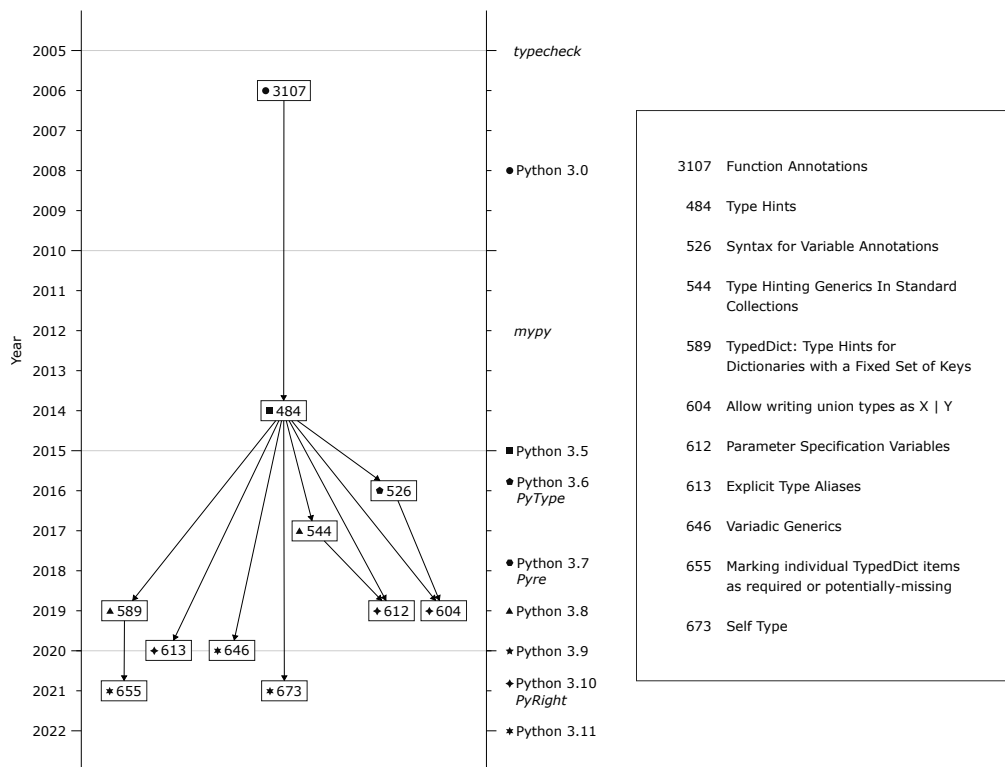 Year
2005
2006
2007
2008
2009
2010
2011
2012
2013
2014
2015
2016
2017
2018
2019
2020
2021
2022
3107
484
526
544
589
612
604
613
646
655
673
typecheck
Python 3.0
mypy
Python 3.5
Python 3.6
PyType
Python 3.7
Pyre
Python 3.8
Python 3.9
Python 3.10
PyRight
Python 3.11
3107 Function Annotations
484 Type Hints
526 Syntax for Variable Annotations
544 Type Hinting Generics In Standard
Collections
589 TypedDict: Type Hints for
Dictionaries with a Fixed Set of Keys
604 Allow writing union types as X | Y
612 Parameter Specification Variables
613 Explicit Type Aliases
646 Variadic Generics
655 Marking individual TypedDict items
as required or potentially-missing
673 Self Type